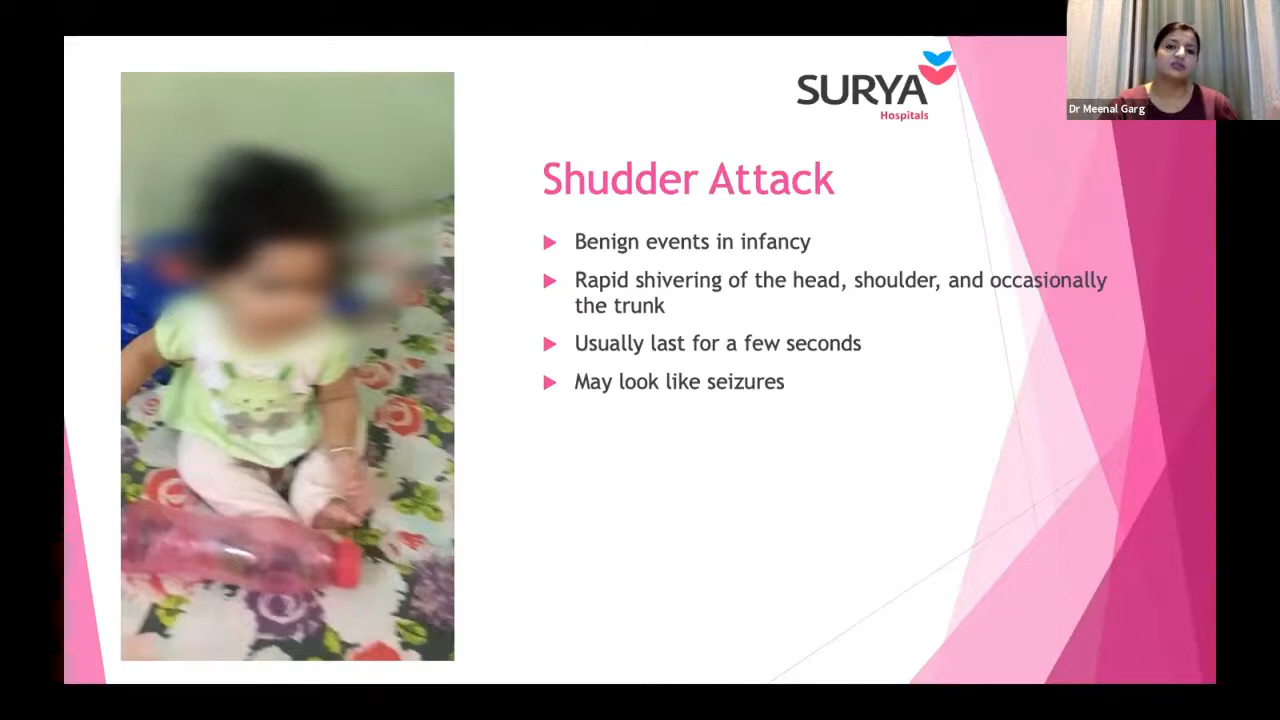 SURYA
Hospitals
Dr Meenal Garg
Shudder Attack
Benign events in infancy
Rapid shivering of the head, shoulder, and occasionally
the trunk
Usually last for a few seconds
May look like seizures